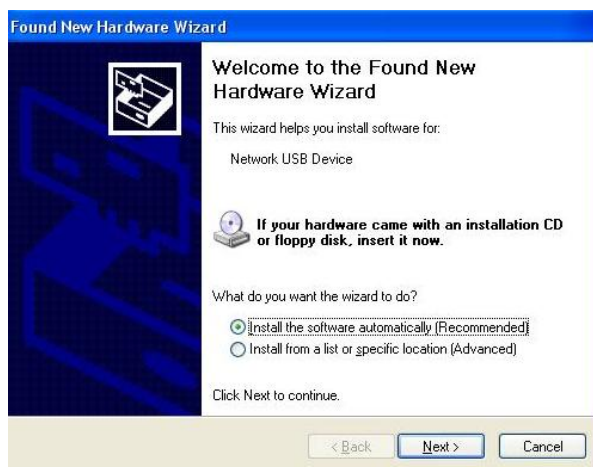 Found New Hardware Wizard
Welcome to the Found New
Hardware Wizard
This wizard helps you install software for:
Network USB Device
If your hardware came with an installation CD
or floppy disk, insert it now.
What do you want the wizard to do?
Install the software automatically (Recommended)
Install from a list or specific location (Advanced)
Click Next to continue.
< Back Next > Cancel